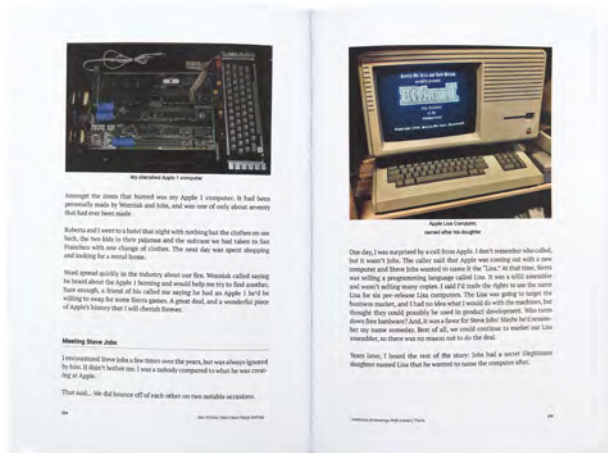 My cherished Apple 1 computer
Amongst the items that burned was my Apple 1 computer. It had been
personally made by Wozniak and Jobs, and was one of only about seventy
that had ever been made.
Roberta and I went to a hotel that night with nothing but the clothes on our
back, the two kids in their pajamas and the suitcase we had taken to San
Francisco with one change of clothes. The next day was spent shopping
and looking for a rental home.
Word spread quickly in the industry about our fire. Wozniak called saying
he heard about the Apple 1 burning and would help me try to find another.
Sure enough, a friend of his called me saying he had an Apple 1 he'd be
willing to swap for some Sierra games. A great deal, and a wonderful piece
of Apple's history that I will cherish forever.
Meeting Steve Jobs
I encountered Steve Jobs a few times over the years, but was always ignored
by him. It didn't bother me. I was a nobody compared to what he was creat-
ing at Apple.
That said... We did bounce off of each other on two notable occasions.
Not All Fairy Tales Have Happy Endings
Apple Lisa Computer,
named after his daughter
One day, I was surprised by a call from Apple. I don't remember who called,
but it wasn't Jobs. The caller said that Apple was coming out with a new
computer and Steve Jobs wanted to name it the "Lisa." At that time, Sierra
was selling a programming language called Lisa. It was a 6502 assembler
and weren't selling many copies. I said I'd trade the rights to use the name
Lisa for six pre-release Lisa computers. The Lisa was going to target the
business market, and I had no idea what I would do with the machines, but
thought they could possibly be used in product development. Who turns
down free hardware? And, it was a favor for Steve Jobs! Maybe he'd remem-
ber my name someday. Best of all, we could continue to market our Lisa
assembler, so there was no reason not to do the deal.
Years later, I heard the rest of the story: Jobs had a secret illegitimate
daughter named Lisa that he wanted to name the computer after.